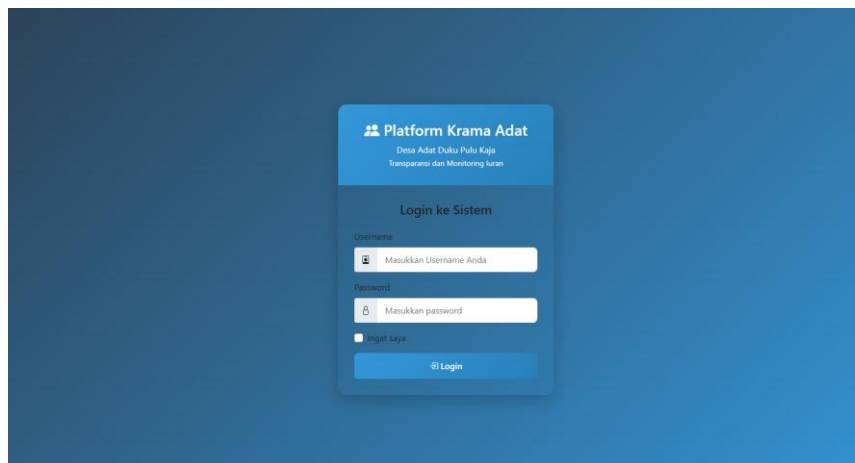 Platform Krama Adat
Desa Adat Duku Pulu Kaja
Transparansi dan Monitoring Iuran
Login ke Sistem
Username
Masukkan Username Anda
Password
Masukkan password
Ingat saya
Login